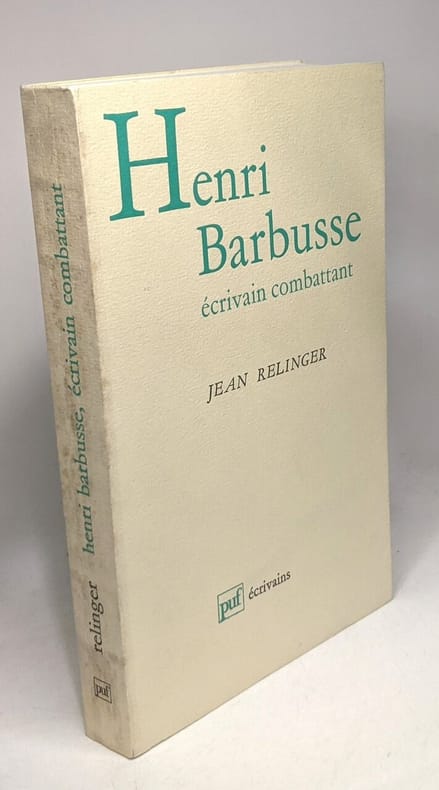 Henri
Barbusse
écrivain combattant
JEAN RELINGER
puf écrivains
relinger henri barbusse, écrivain combattant
puf